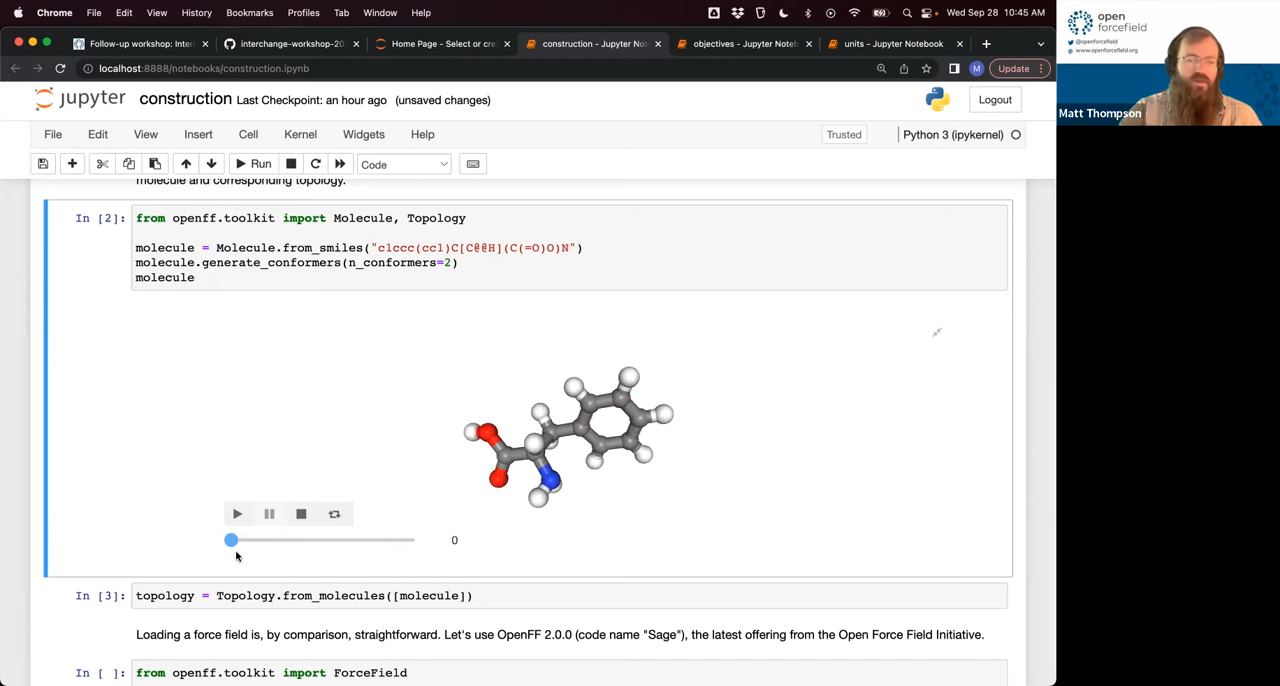 Chrome File Edit View History Bookmarks Profiles Tab Window Help Wed Sep 28 10:45 AM
Follow-up workshop: Inter interchange-workshop-20 Home Page - Select or cre construction - Jupyter No objectives - Jupyter Noteb units - Jupyter Notebook
localhost:8888/notebooks/construction.ipynb M Update
jupyter construction Last Checkpoint: an hour ago (unsaved changes) Logout
File Edit View Insert Cell Kernel Widgets Help Trusted Python 3 (ipykernel)
Run Code
molecule and corresponding topology.
In [2]: from openff.toolkit import Molecule, Topology
molecule = Molecule.from_smiles("c1ccc(cc1)C[C@@H](C(=O)O)N")
molecule.generate_conformers(n_conformers=2)
molecule
0
In [3]: topology = Topology.from_molecules([molecule])
Loading a force field is, by comparison, straightforward. Let's use OpenFF 2.0.0 (code name "Sage"), the latest offering from the Open Force Field Initiative.
In [ ]: from openff.toolkit import ForceField
open
forcefield
@openforcefield
www.openforcefield.org
Matt Thompson